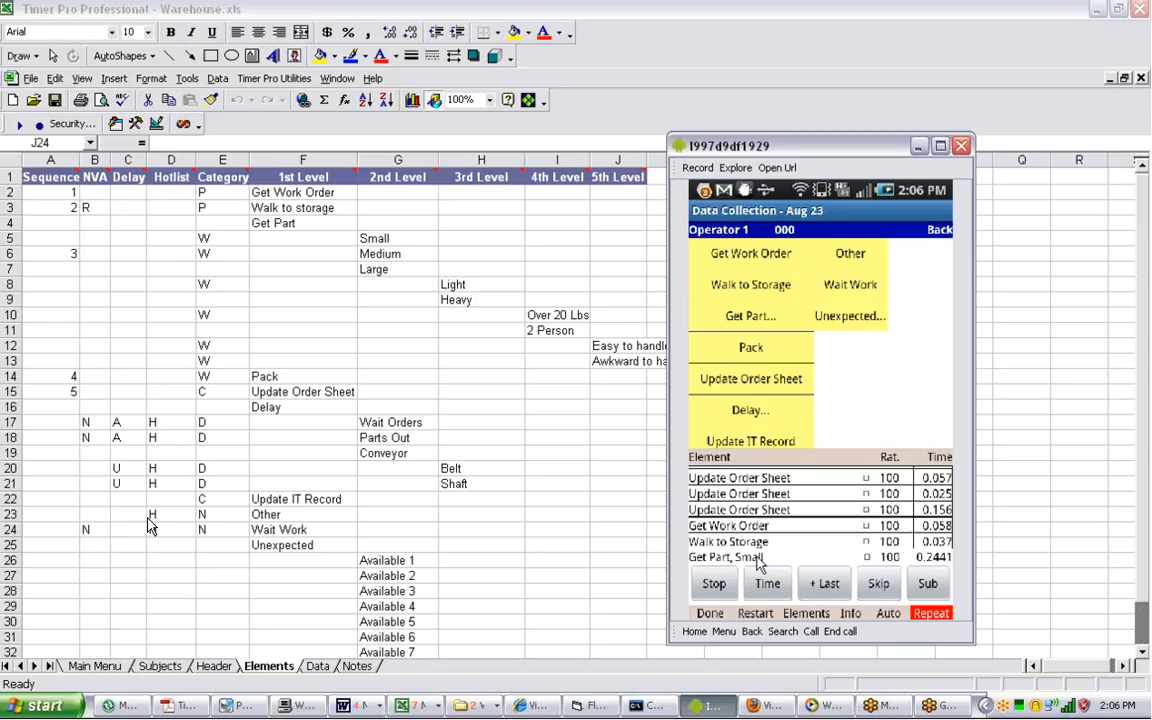 Timer Pro Professional - Warehouse.xls
Arial 10 B I U $ % ,
Draw AutoShapes
File Edit View Insert Format Tools Data Timer Pro Utilities Window Help
100%
Security...
J24 =
A B C D E F G H I J Q R
1 Sequence NVA Delay Hotlist Category 1st Level 2nd Level 3rd Level 4th Level 5th Level
2 1 P Get Work Order
3 2 R P Walk to storage
4 Get Part
5 W Small
6 3 W Medium
7 Large
8 W Light
9 Heavy
10 W Over 20 Lbs
11 2 Person
12 W Easy to handle
13 W Awkward to ha
14 4 W Pack
15 5 C Update Order Sheet
16 Delay
17 N A H D Wait Orders
18 N A H D Parts Out
19 Conveyor
20 U H D Belt
21 U H D Shaft
22 C Update IT Record
23 H N Other
24 N N Wait Work
25 Unexpected
26 Available 1
27 Available 2
28 Available 3
29 Available 4
30 Available 5
31 Available 6
32 Available 7
Main Menu Subjects Header Elements Data Notes
Ready
I997d9df1929
Record Explore Open Url
2:06 PM
Data Collection - Aug 23
Operator 1 000 Back
Get Work Order Other
Walk to Storage Wait Work
Get Part... Unexpected...
Pack
Update Order Sheet
Delay...
Update IT Record
Element Rat. Time
Update Order Sheet 100 0.057
Update Order Sheet 100 0.025
Update Order Sheet 100 0.156
Get Work Order 100 0.058
Walk to Storage 100 0.037
Get Part, Small 100 0.2441
Stop Time + Last Skip Sub
Done Restart Elements Info Auto Repeat
Home Menu Back Search Call End call
start M... Ti... P... W... 4 7 2 Vi... Fl... C... I... Vi... W... M... G... 2:06 PM